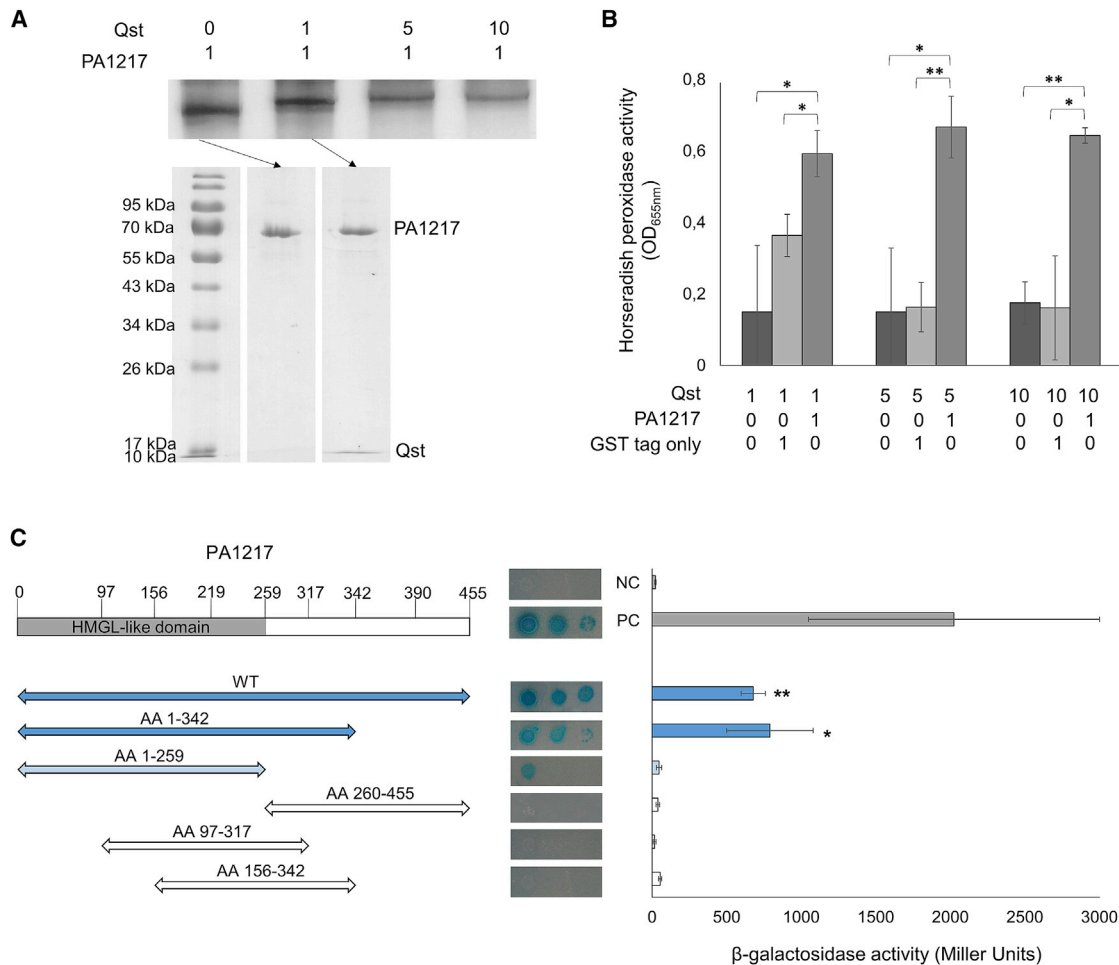 A
Qst 0 1 5 10
PA1217 1 1 1 1
95 kDa
70 kDa
PA1217
55 kDa
43 kDa
34 kDa
26 kDa
17 kDa
10 kDa
Qst
B
Horseradish peroxidase activity
(OD655nm)
0,8
0,6
0,4
0,2
0
* *
* **
** *
Qst 1 1 1 5 5 5 10 10 10
PA1217 0 0 1 0 0 1 0 0 1
GST tag only 0 1 0 0 1 0 0 1 0
C
PA1217
0 97 156 219 259 317 342 390 455
HMGL-like domain
WT
AA 1-342
AA 1-259
AA 260-455
AA 97-317
AA 156-342
NC
PC
**
*
0 500 1000 1500 2000 2500 3000
β-galactosidase activity (Miller Units)